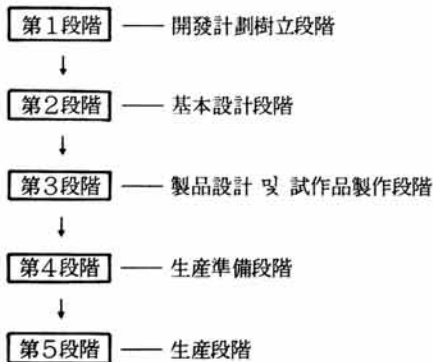 第1段階 — 開發計劃樹立段階
↓
第2段階 — 基本設計段階
↓
第3段階 — 製品設計 및 試作品製作段階
↓
第4段階 — 生産準備段階
↓
第5段階 — 生産段階